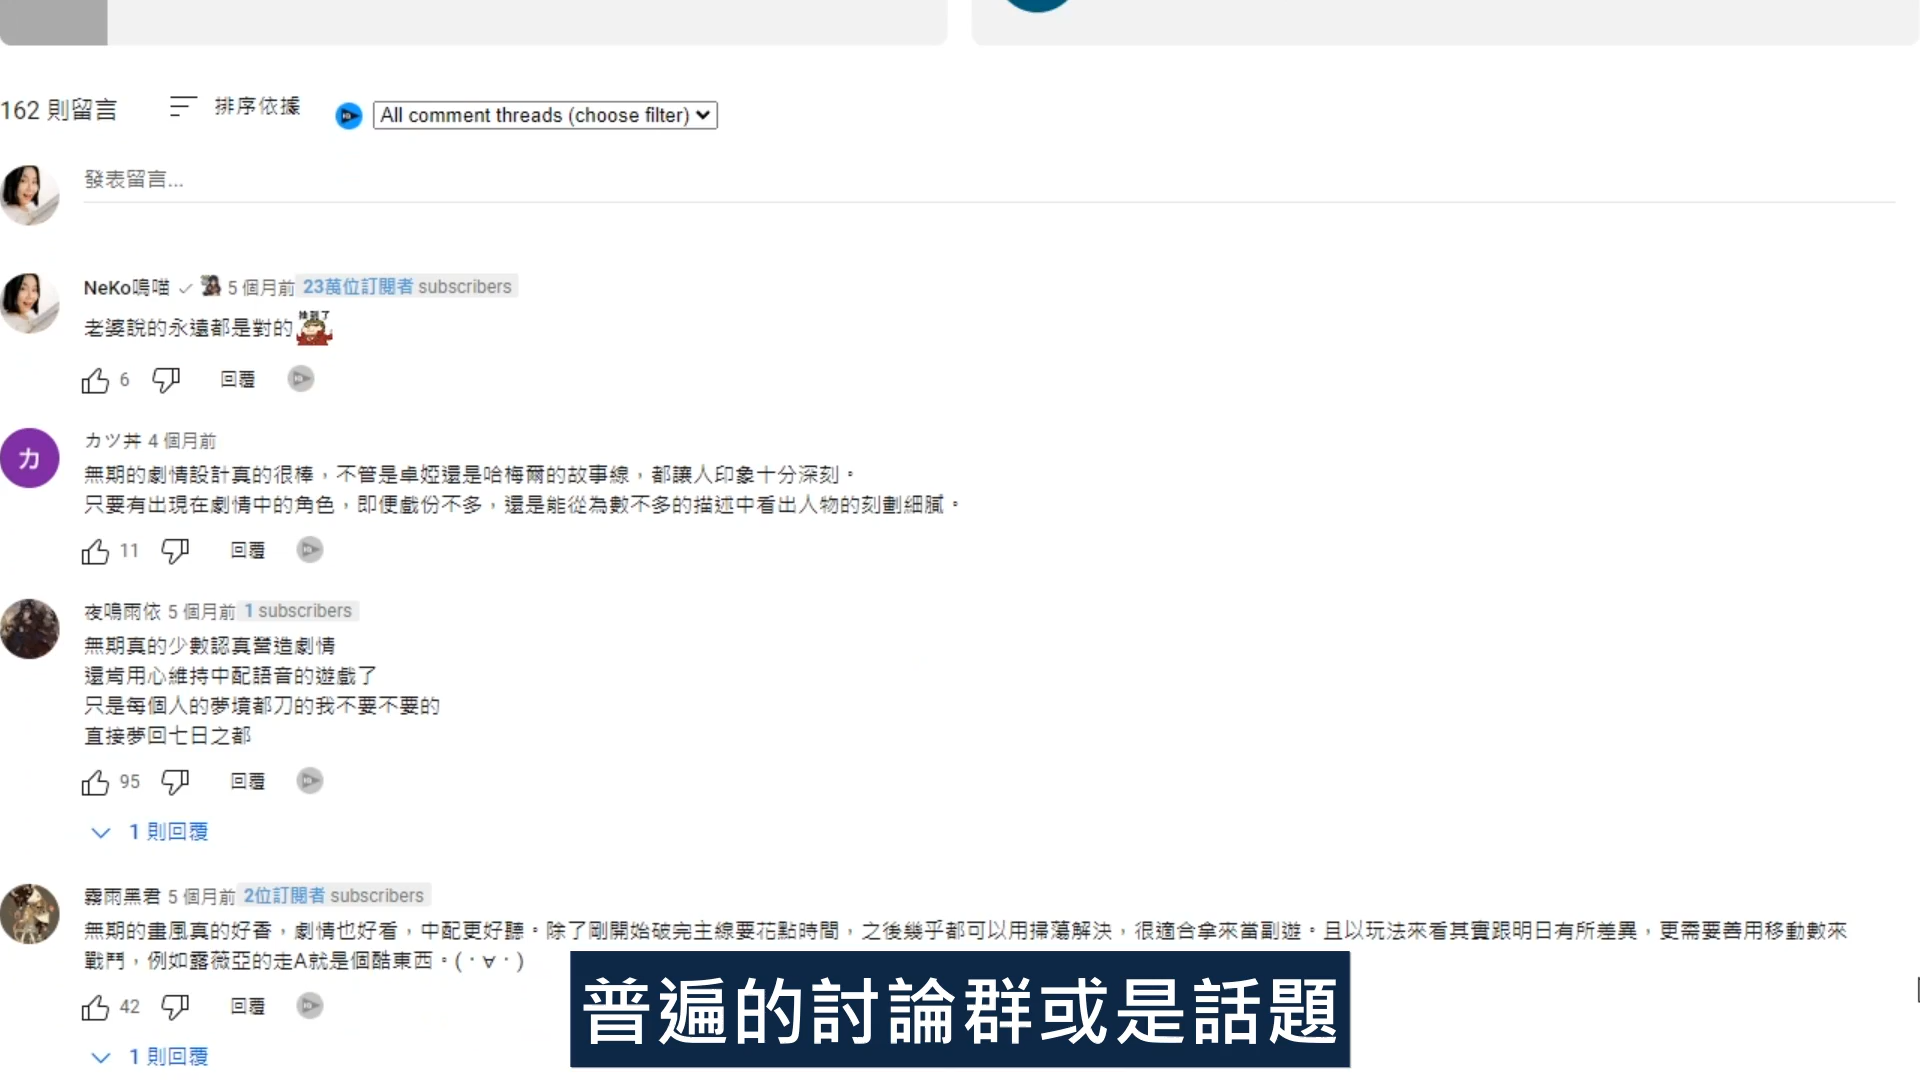 162 則留言
排序依據
All comment threads (choose filter)
發表留言...
NeKo嗚喵 5 個月前 23萬位訂閱者 subscribers
老婆說的永遠都是對的
6 回覆
カ
カツ丼 4 個月前
無期的劇情設計真的很棒，不管是卓婭還是哈梅爾的故事線，都讓人印象十分深刻。
只要有出現在劇情中的角色，即便戲份不多，還是能從為數不多的描述中看出人物的刻劃細膩。
11 回覆
夜鳴雨依 5 個月前 1 subscribers
無期真的少數認真營造劇情
還肯用心維持中配語音的遊戲了
只是每個人的夢境都刀的我不要不要的
直接夢回七日之都
95 回覆
1 則回覆
霧雨黑君 5 個月前 2位訂閱者 subscribers
無期的畫風真的好香，劇情也好看，中配更好聽。除了剛開始破完主線要花點時間，之後幾乎都可以用掃蕩解決，很適合拿來當副遊。且以玩法來看其實跟明日有所差異，更需要善用移動數來
戰鬥，例如露薇亞的走A就是個酷東西。(・∀・)
42 回覆
1 則回覆
普遍的討論群或是話題